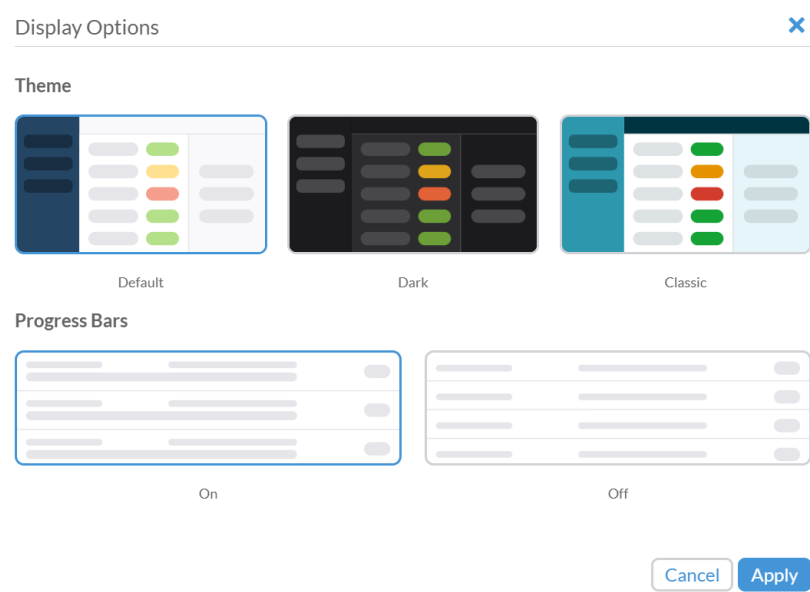 Display Options
Theme
Default
Dark
Classic
Progress Bars
On
Off
Cancel
Apply